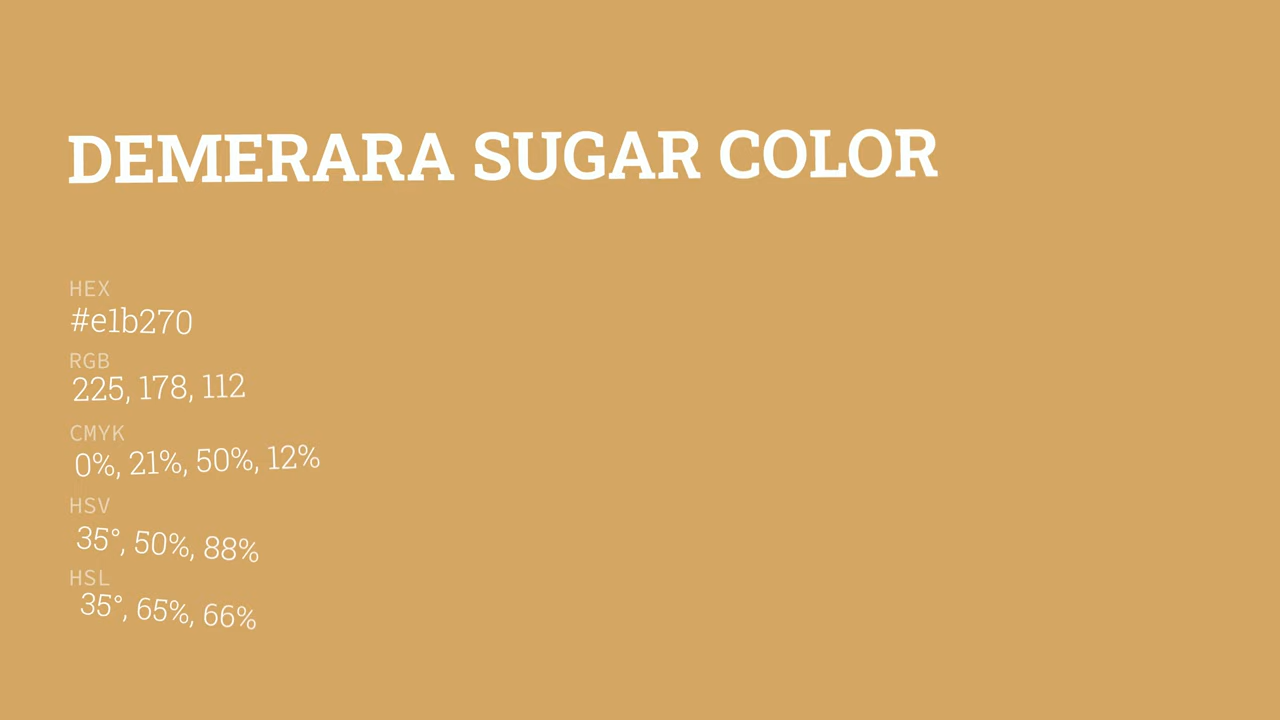 DEMERARA SUGAR COLOR
HEX
#e1b270
RGB
225, 178, 112
CMYK
0%, 21%, 50%, 12%
HSV
35°, 50%, 88%
HSL
35°, 65%, 66%